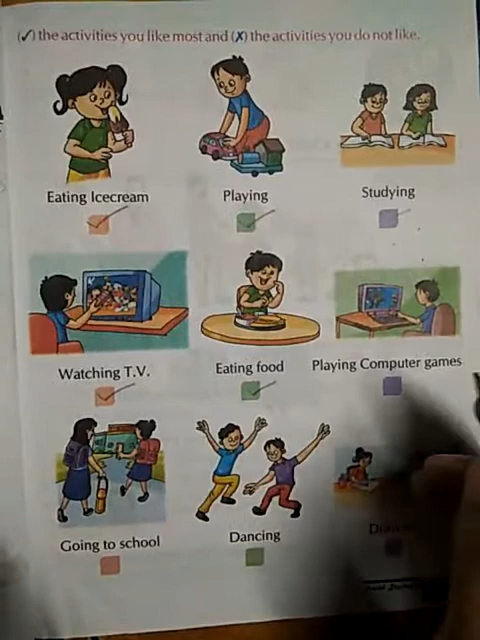 (✓) the activities you like most and (✗) the activities you do not like.
Eating Icecream
Playing
Studying
Watching T.V.
Eating food
Playing Computer games
Going to school
Dancing